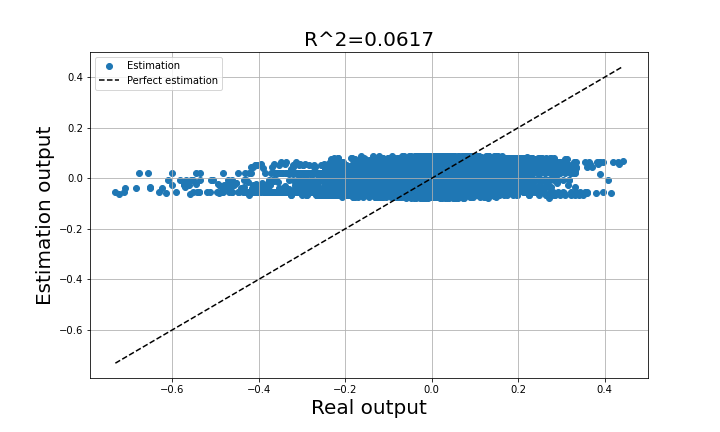 R^2=0.0617
Estimation
Perfect estimation
Estimation output
0.4
0.2
0.0
−0.2
−0.4
−0.6
−0.6
−0.4
−0.2
0.0
0.2
0.4
Real output